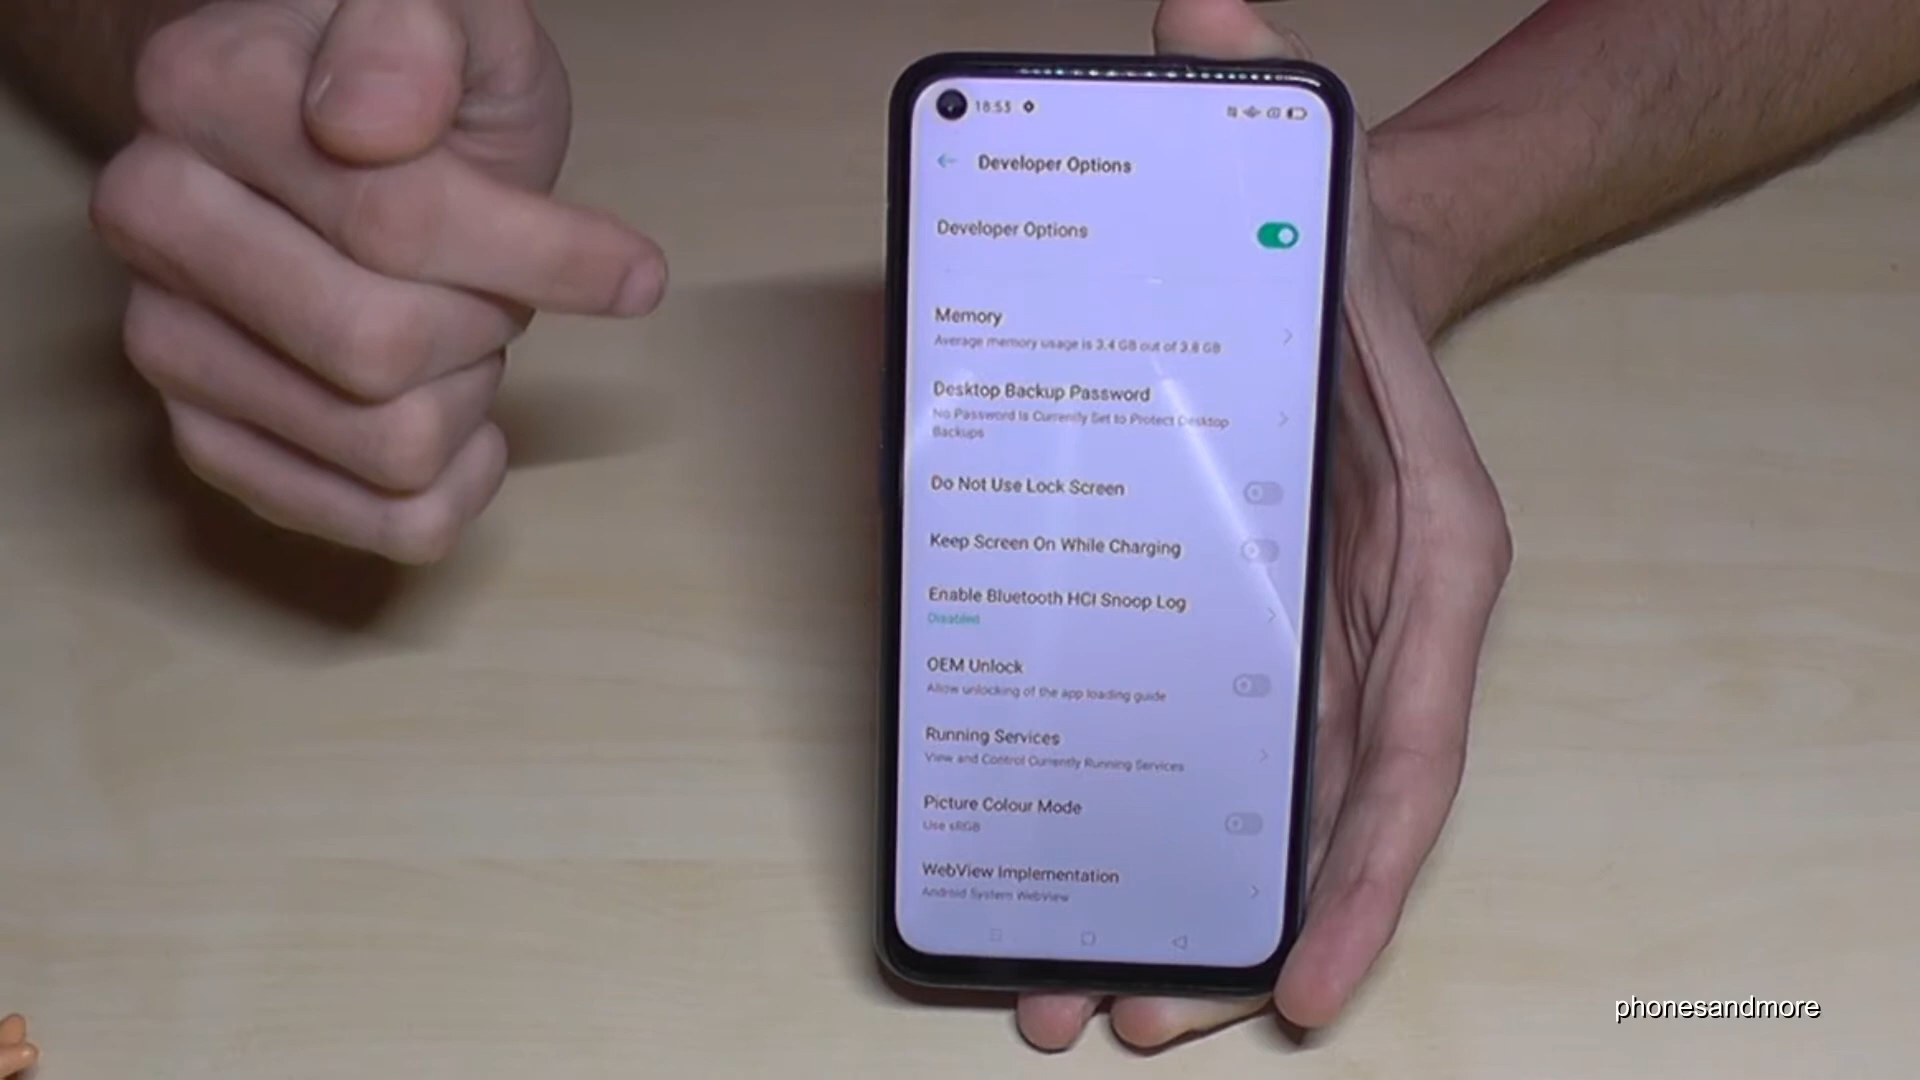 18:53
Developer Options
Developer Options
Memory
Average memory usage is 3.4 GB out of 3.8 GB
Desktop Backup Password
No Password Is Currently Set to Protect Desktop
Backups
Do Not Use Lock Screen
Keep Screen On While Charging
Enable Bluetooth HCI Snoop Log
Disabled
OEM Unlock
Allow unlocking of the app loading guide
Running Services
View and Control Currently Running Services
Picture Colour Mode
Use sRGB
WebView Implementation
Android System WebView
phonesandmore